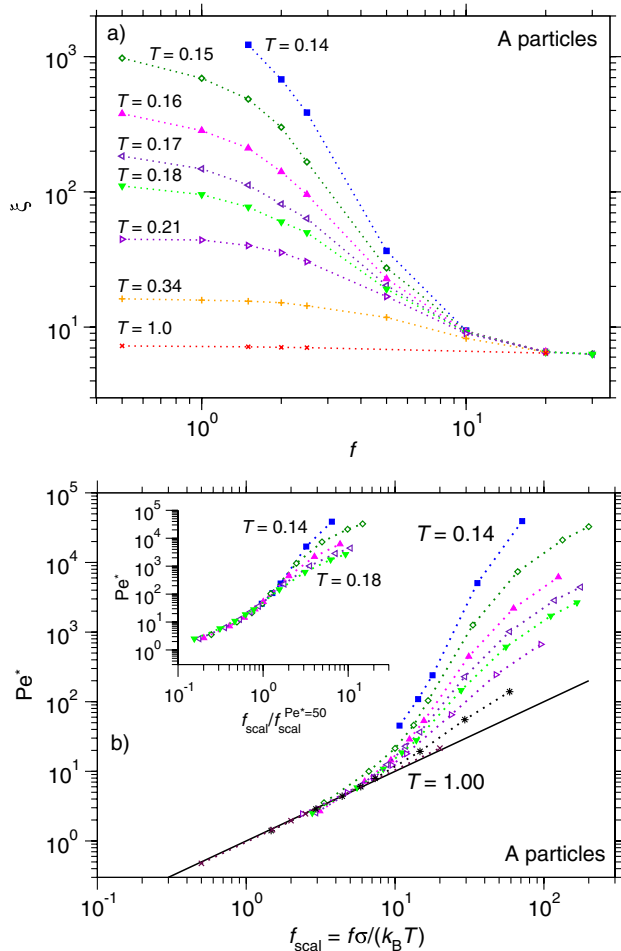 a)
A particles
T = 0.14
T = 0.15
T = 0.16
T = 0.17
T = 0.18
T = 0.21
T = 0.34
T = 1.0
10³
10²
10¹
ξ
10⁰ 10¹
f
10⁵
10⁴
10³
10²
10¹
10⁰
Pe*
10⁵
10⁴
10³
10²
10¹
10⁰
Pe*
T = 0.14
T = 0.18
10⁻¹ 10⁰ 10¹
f_scal/f_scal^Pe*=50
T = 0.14
T = 1.00
b)
A particles
10⁻¹ 10⁰ 10¹ 10²
f_scal = fσ/(k_BT)